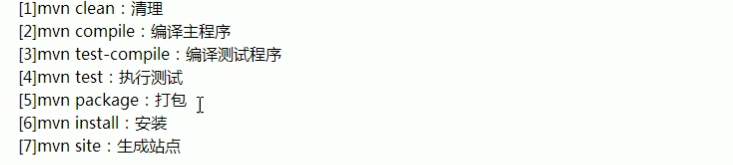 [1]mvn clean：清理
[2]mvn compile：编译主程序
[3]mvn test-compile：编译测试程序
[4]mvn test：执行测试
[5]mvn package：打包
[6]mvn install：安装
[7]mvn site：生成站点